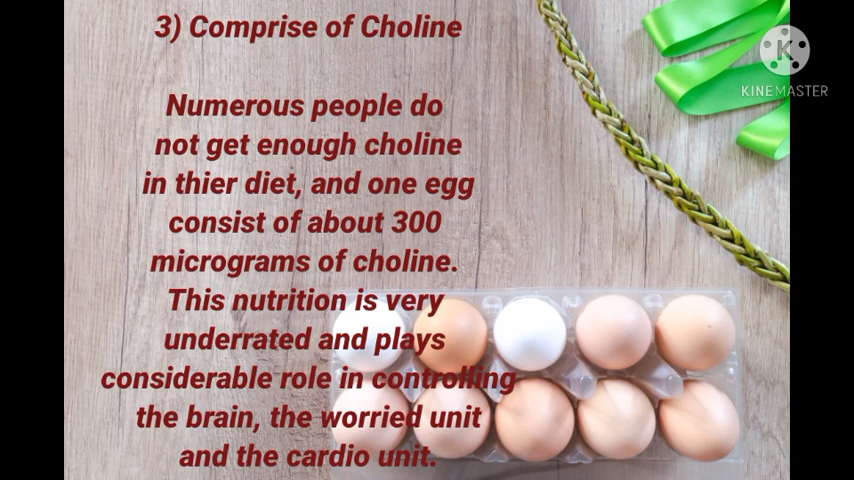 3) Comprise of Choline
Numerous people do
not get enough choline
in thier diet, and one egg
consist of about 300
micrograms of choline.
This nutrition is very
underrated and plays
considerable role in controlling
the brain, the worried unit
and the cardio unit.
K
KINEMASTER